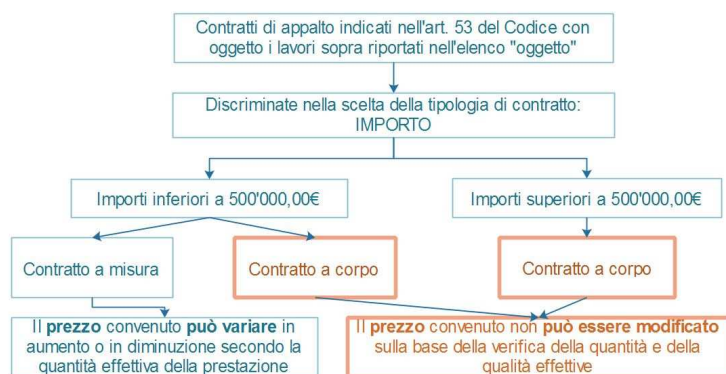 Contratti di appalto indicati nell'art. 53 del Codice con
oggetto i lavori sopra riportati nell'elenco "oggetto"
Discriminate nella scelta della tipologia di contratto:
IMPORTO
Importi inferiori a 500'000,00€
Importi superiori a 500'000,00€
Contratto a misura
Contratto a corpo
Contratto a corpo
Il prezzo convenuto può variare in
aumento o in diminuzione secondo la
quantità effettiva della prestazione
Il prezzo convenuto non può essere modificato
sulla base della verifica della quantità e della
qualità effettive